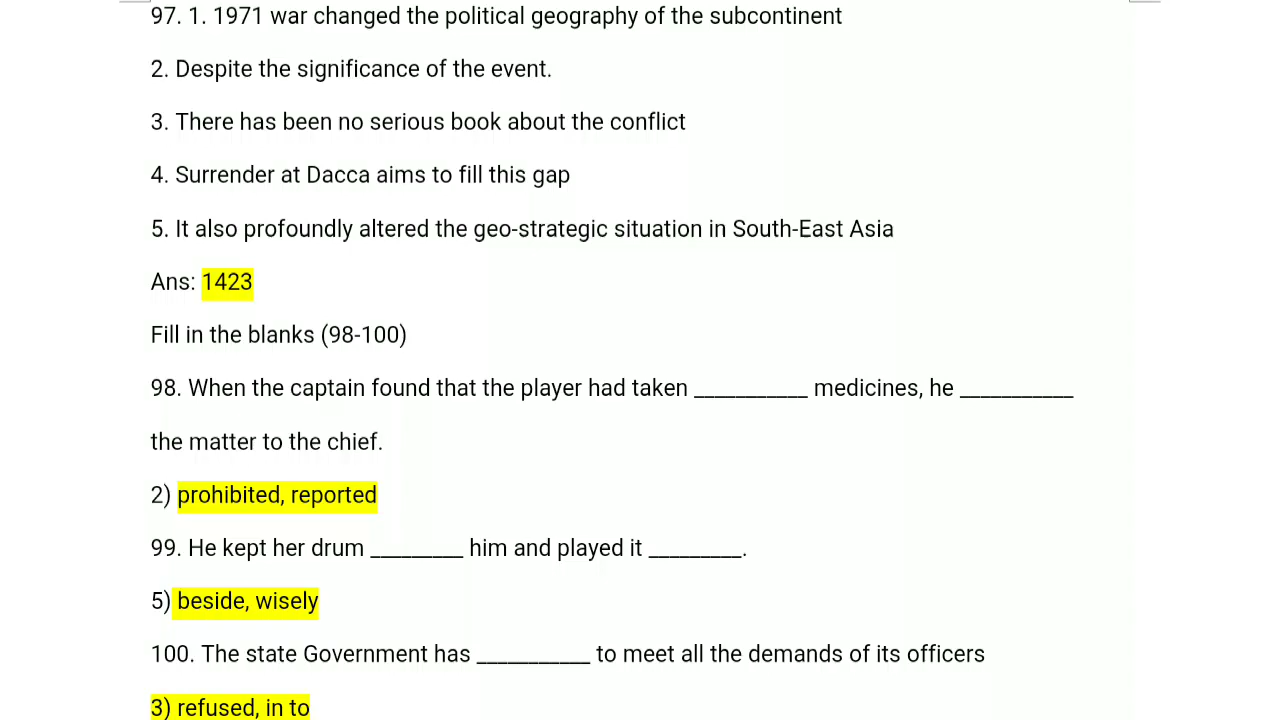 97. 1. 1971 war changed the political geography of the subcontinent
2. Despite the significance of the event.
3. There has been no serious book about the conflict
4. Surrender at Dacca aims to fill this gap
5. It also profoundly altered the geo-strategic situation in South-East Asia
Ans: 1423
Fill in the blanks (98-100)
98. When the captain found that the player had taken ___________ medicines, he ___________
the matter to the chief.
2) prohibited, reported
99. He kept her drum _________ him and played it _________.
5) beside, wisely
100. The state Government has ___________ to meet all the demands of its officers
3) refused, in to